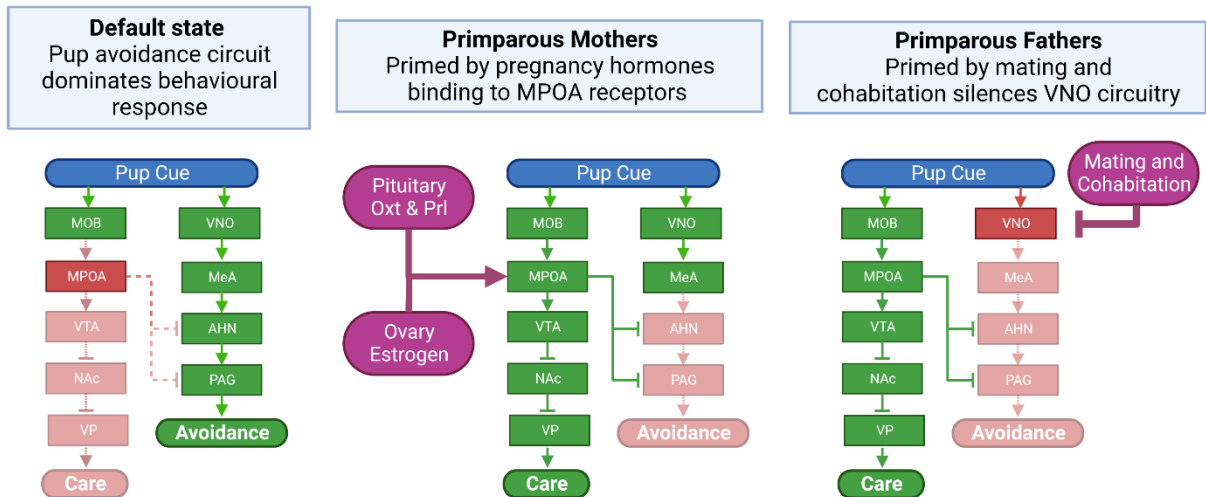 Default state
Pup avoidance circuit
dominates behavioural
response
Pup Cue
MOB
VNO
MPOA
MeA
VTA
AHN
NAc
PAG
VP
Avoidance
Care
Primparous Mothers
Primed by pregnancy hormones
binding to MPOA receptors
Pituitary
Oxt & Prl
Ovary
Estrogen
Pup Cue
MOB
VNO
MPOA
MeA
VTA
AHN
NAc
PAG
VP
Avoidance
Care
Primparous Fathers
Primed by mating and
cohabitation silences VNO circuitry
Pup Cue
Mating and
Cohabitation
MOB
VNO
MPOA
MeA
VTA
AHN
NAc
PAG
VP
Avoidance
Care